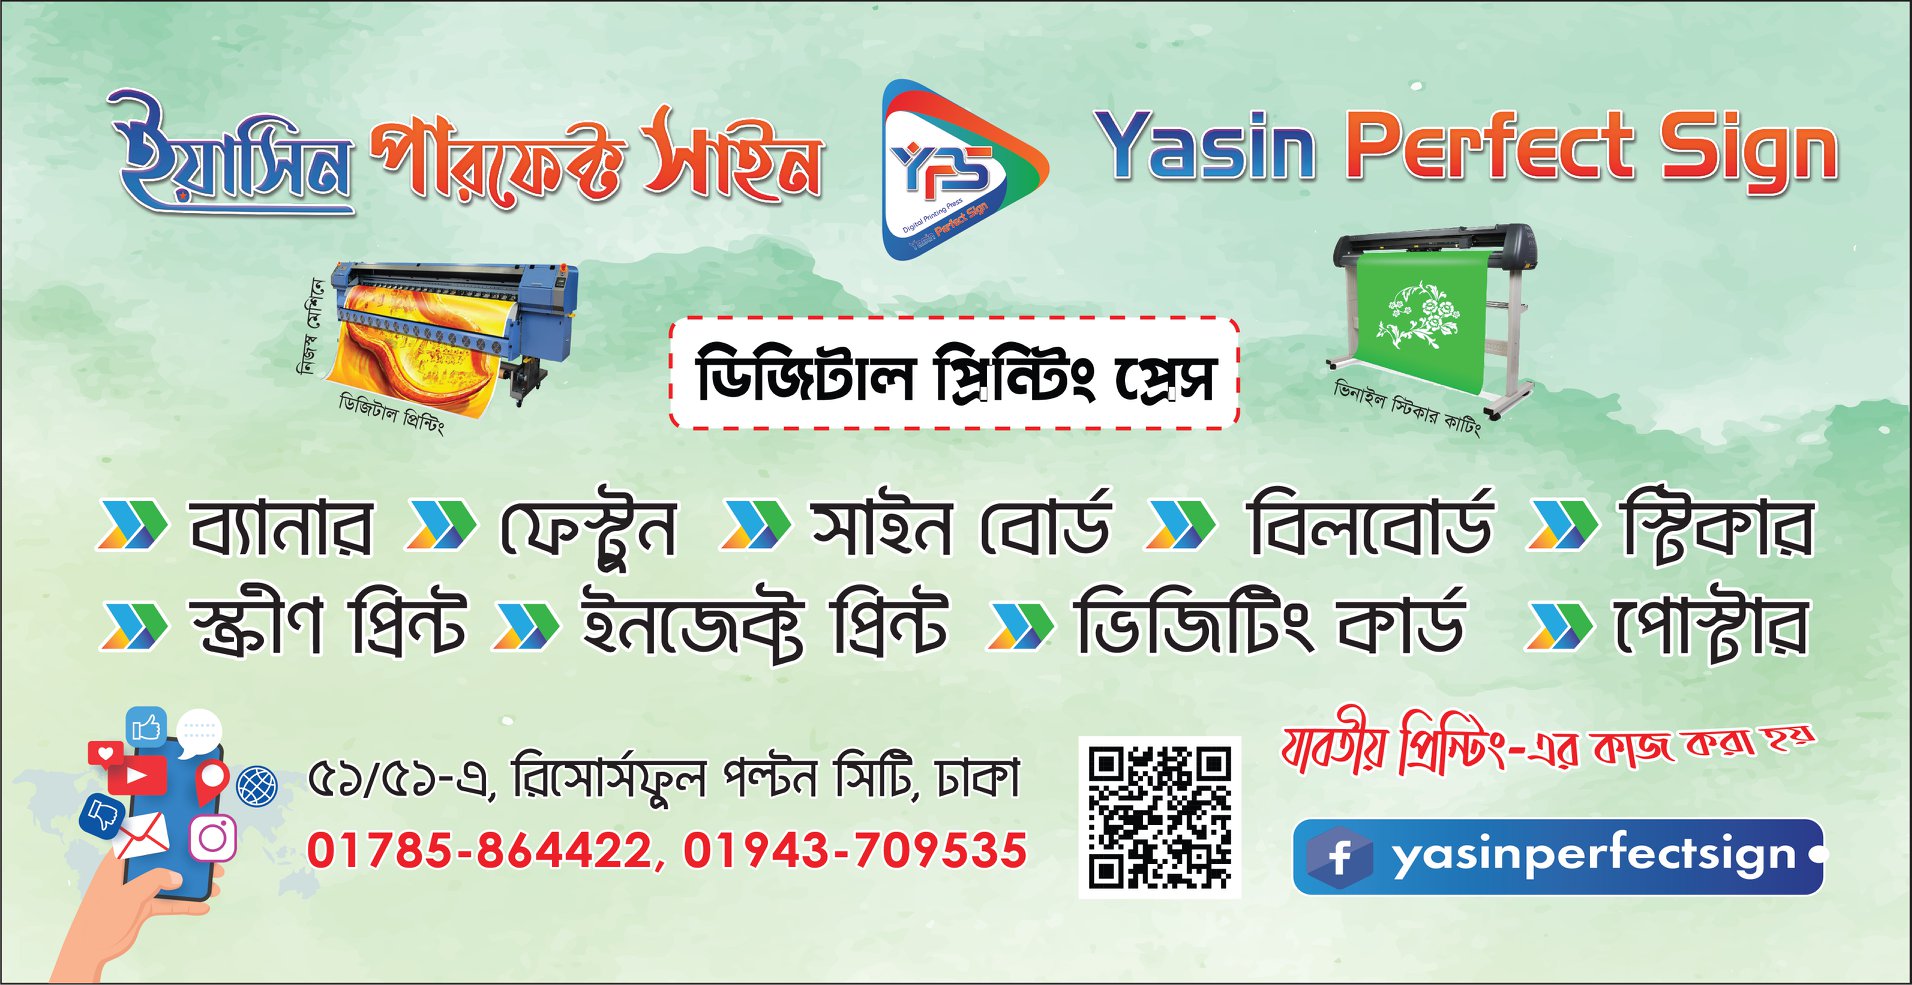 ইয়াসিন পারফেক্ট সাইন
YPS
Digital Printing Press
Yasin Perfect Sign
Yasin Perfect Sign
নিজস্ব মেশিনে
ডিজিটাল প্রিন্টিং
ডিজিটাল প্রিন্টিং প্রেস
ভিনাইল স্টিকার কাটিং
ব্যানার ফেস্টুন সাইন বোর্ড বিলবোর্ড স্টিকার
স্ক্রীণ প্রিন্ট ইনজেক্ট প্রিন্ট ভিজিটিং কার্ড পোস্টার
৫১/৫১-এ, রিসোর্সফুল পল্টন সিটি, ঢাকা
01785-864422, 01943-709535
যাবতীয় প্রিন্টিং-এর কাজ করা হয়
f yasinperfectsign